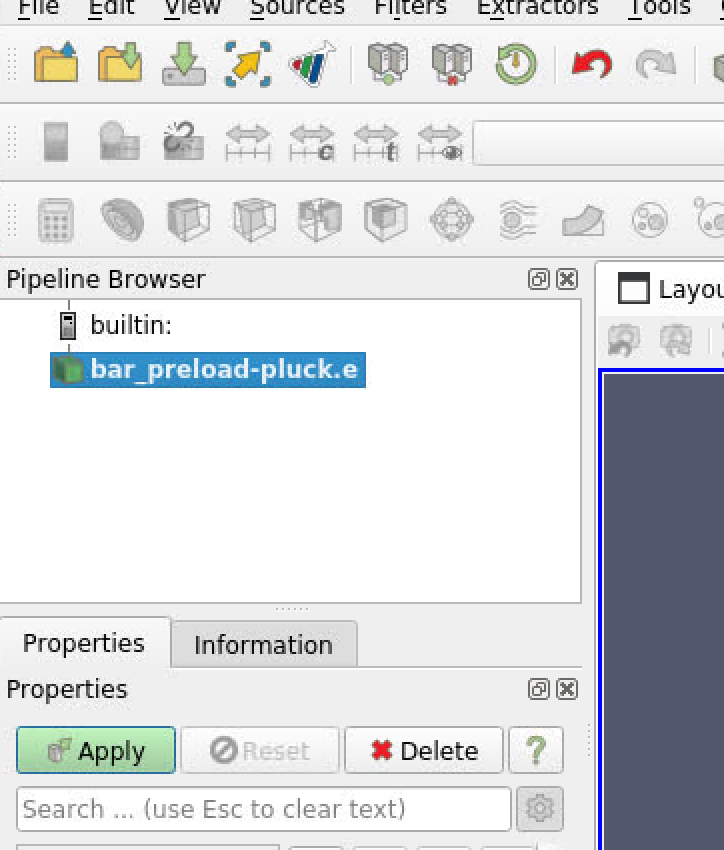 File Edit View Sources Filters Extractors Tools
c t
Pipeline Browser
builtin:
bar_preload-pluck.e
Properties Information
Properties
Apply Reset Delete ?
Search ... (use Esc to clear text)
Layou